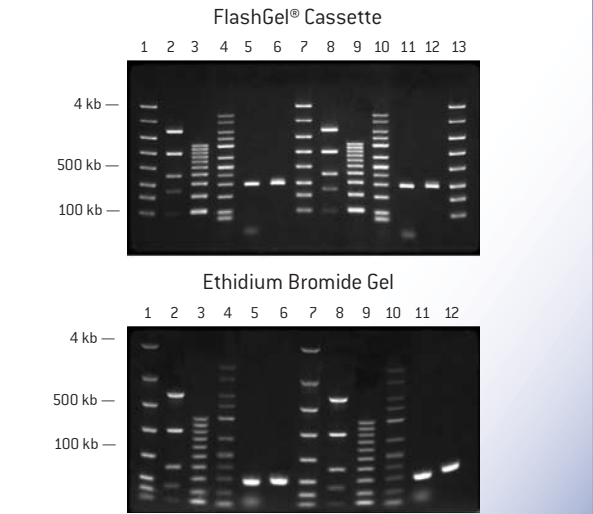 FlashGel® Cassette
1 2 3 4 5 6 7 8 9 10 11 12 13
4 kb
500 kb
100 kb
Ethidium Bromide Gel
1 2 3 4 5 6 7 8 9 10 11 12
4 kb
500 kb
100 kb